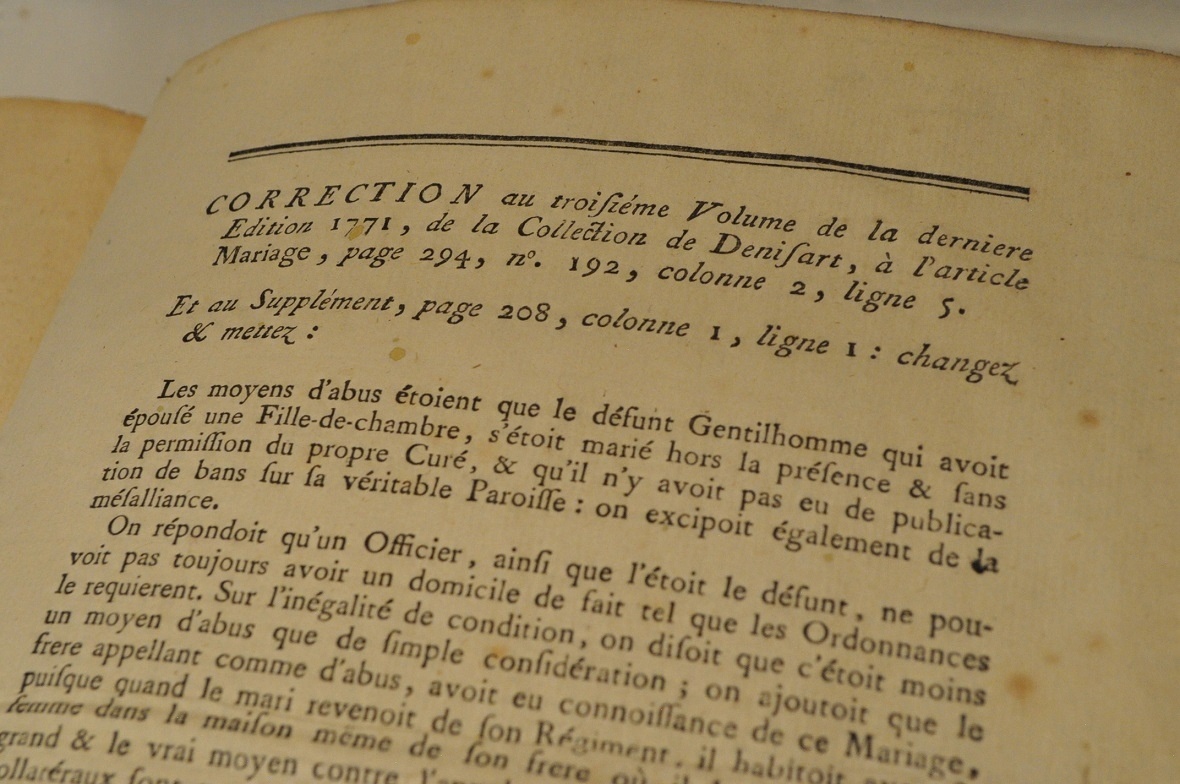 CORRECTION au troiſiéme Volume de la derniere
Edition 1771, de la Collection de Deniſart, à l'article
Mariage, page 294, n°. 192, colonne 2, ligne 5.
Et au Supplément, page 208, colonne 1, ligne 1 : changez
& mettez :
Les moyens d'abus étoient que le défunt Gentilhomme qui avoit
épouſé une Fille-de-chambre, s'étoit marié hors la préſence & ſans
la permiſſion du propre Curé, & qu'il n'y avoit pas eu de publica-
tion de bans ſur ſa véritable Paroiſſe : on excipoit également de la
méſalliance.
On répondoit qu'un Officier, ainſi que l'étoit le défunt, ne pou-
voit pas toujours avoir un domicile de fait tel que les Ordonnances
le requierent. Sur l'inégalité de condition, on diſoit que c'étoit moins
un moyen d'abus que de ſimple conſidération ; on ajoutoit que le
frere appellant comme d'abus, avoit eu connoiſſance de ce Mariage,
puiſque quand le mari revenoit de ſon Régiment, il habitoit
femme dans la maiſon même de ſon frere où il
grand & le vrai moyen contre
ollatéraux ſont